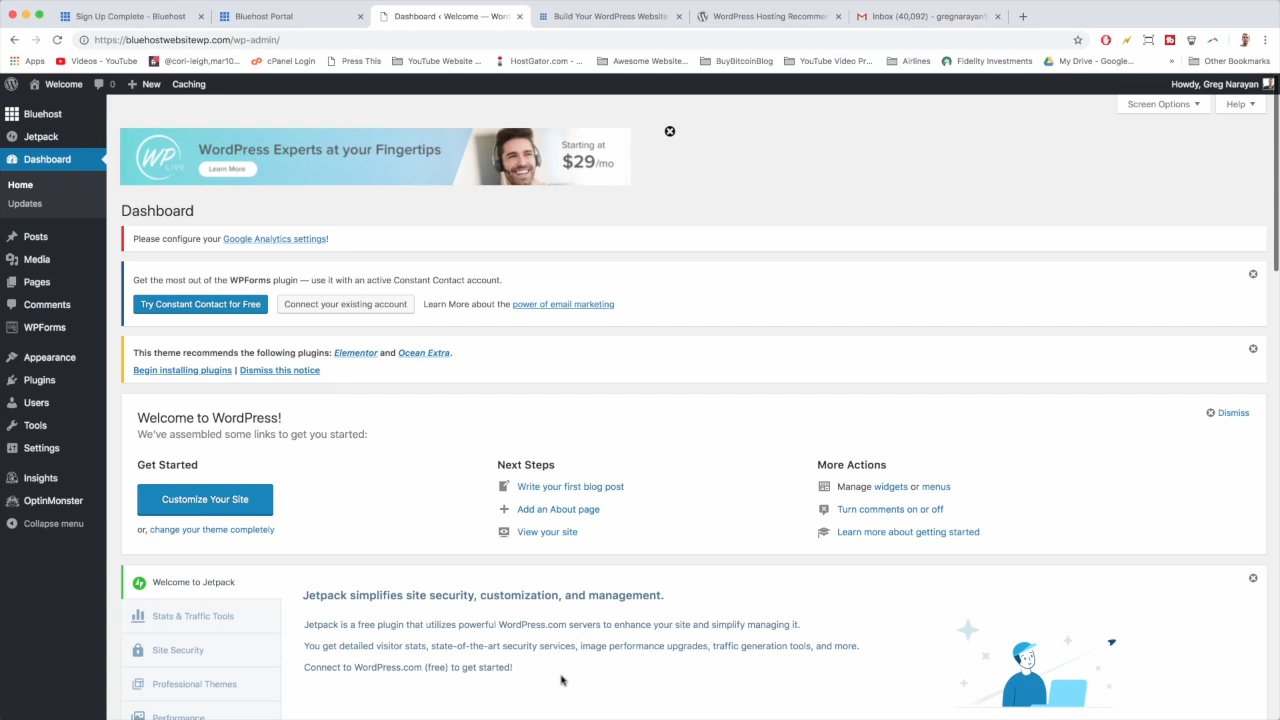 Sign Up Complete - Bluehost
Bluehost Portal
Dashboard ‹ Welcome — Word
Build Your WordPress Website
WordPress Hosting Recommen
Inbox (40,092) - gregnarayan1
https://bluehostwebsitewp.com/wp-admin/
Apps
Videos - YouTube
@cori-leigh,mar10...
cPanel Login
Press This
YouTube Website ...
HostGator.com - ...
Awesome Website...
BuyBitcoinBlog
YouTube Video Pr...
Airlines
Fidelity Investments
My Drive - Google...
»
Other Bookmarks
Welcome
0
+ New
Caching
Howdy, Greg Narayan
Screen Options ▼
Help ▼
Bluehost
Jetpack
Dashboard
Home
Updates
Posts
Media
Pages
Comments
WPForms
Appearance
Plugins
Users
Tools
Settings
Insights
OptinMonster
Collapse menu
WP
LIVE
WordPress Experts at your Fingertips
Learn More
Starting at
$29/mo
Dashboard
Please configure your Google Analytics settings!
Get the most out of the WPForms plugin — use it with an active Constant Contact account.
Try Constant Contact for Free
Connect your existing account
Learn More about the power of email marketing
This theme recommends the following plugins: Elementor and Ocean Extra.
Begin installing plugins | Dismiss this notice
Welcome to WordPress!
Dismiss
We've assembled some links to get you started:
Get Started
Customize Your Site
or, change your theme completely
Next Steps
Write your first blog post
Add an About page
View your site
More Actions
Manage widgets or menus
Turn comments on or off
Learn more about getting started
Welcome to Jetpack
Stats & Traffic Tools
Site Security
Professional Themes
Performance
Jetpack simplifies site security, customization, and management.
Jetpack is a free plugin that utilizes powerful WordPress.com servers to enhance your site and simplify managing it.
You get detailed visitor stats, state-of-the-art security services, image performance upgrades, traffic generation tools, and more.
Connect to WordPress.com (free) to get started!